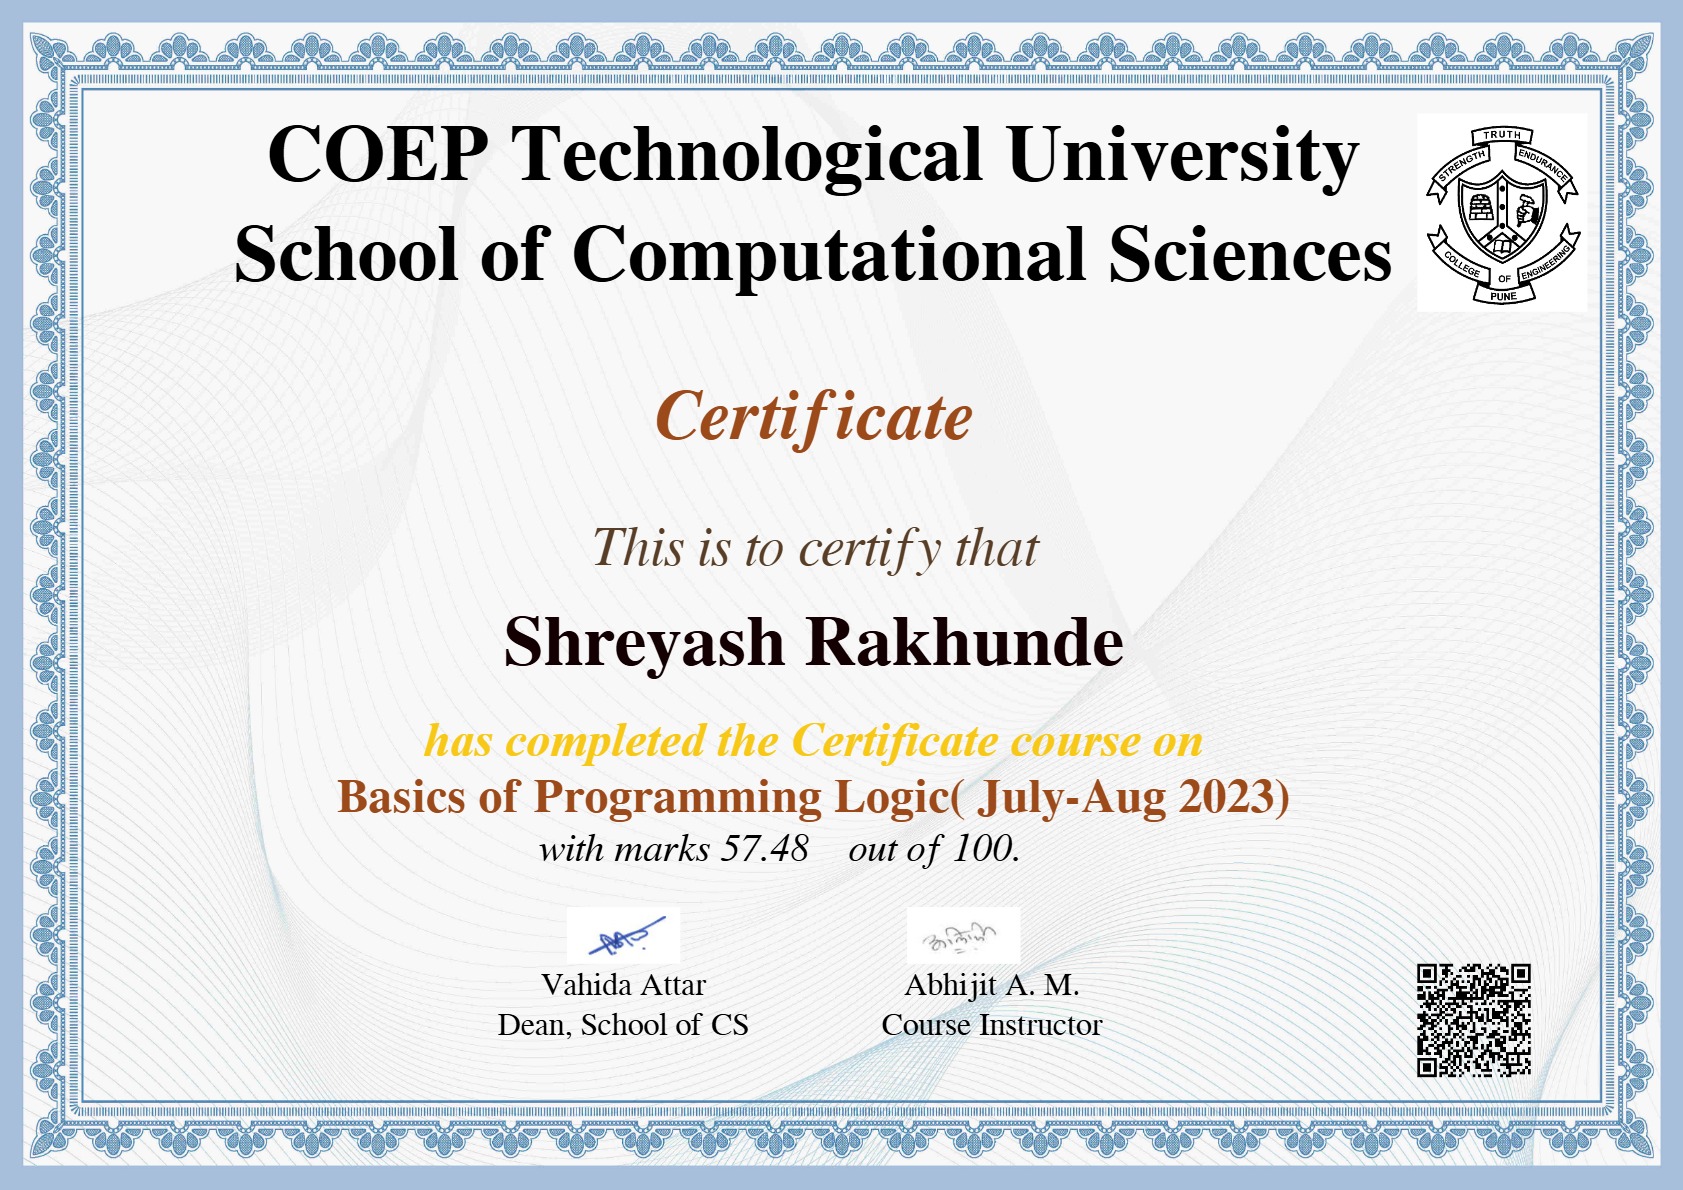 COEP Technological University
School of Computational Sciences
TRUTH
STRENGTH
ENDURANCE
COLLEGE OF ENGINEERING
PUNE
Certificate
This is to certify that
Shreyash Rakhunde
has completed the Certificate course on
Basics of Programming Logic( July-Aug 2023)
with marks 57.48 out of 100.
Vahida Attar
Dean, School of CS
Abhijit A. M.
Course Instructor